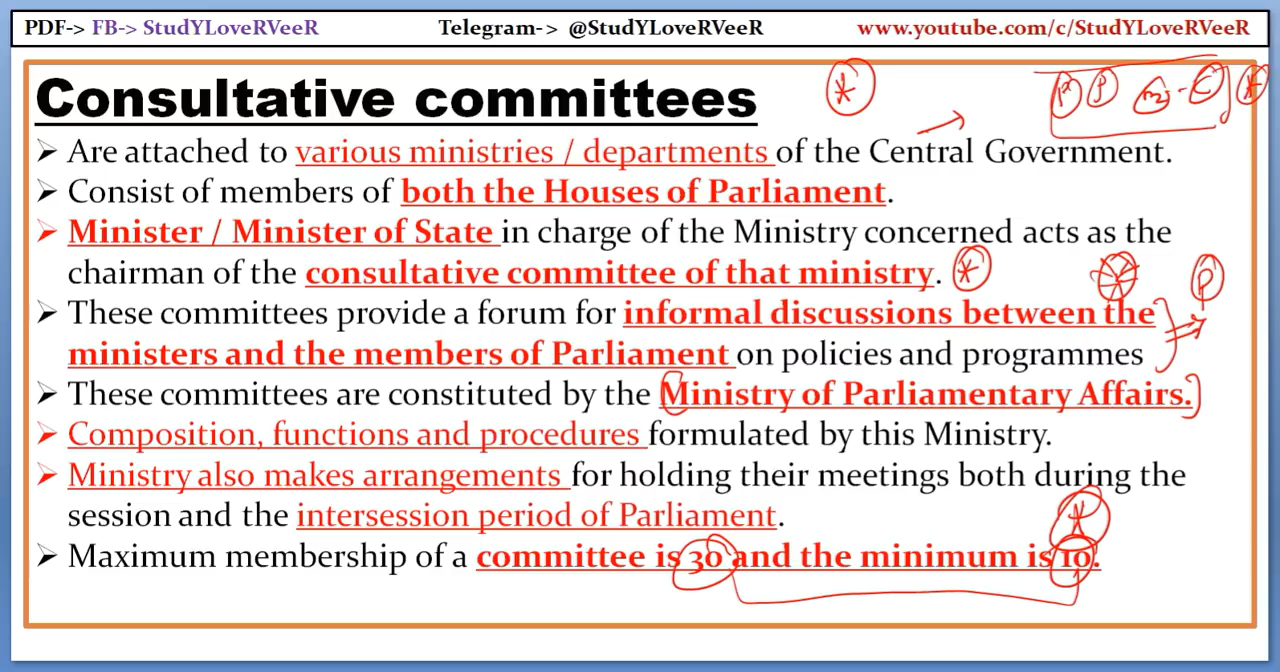 PDF-> FB-> StudYLoveRVeeR Telegram-> @StudYLoveRVeeR www.youtube.com/c/StudYLoveRVeeR
Consultative committees
➢ Are attached to various ministries / departments of the Central Government.
➢ Consist of members of both the Houses of Parliament.
➢ Minister / Minister of State in charge of the Ministry concerned acts as the
chairman of the consultative committee of that ministry.
➢ These committees provide a forum for informal discussions between the
ministers and the members of Parliament on policies and programmes
➢ These committees are constituted by the Ministry of Parliamentary Affairs.
➢ Composition, functions and procedures formulated by this Ministry.
➢ Ministry also makes arrangements for holding their meetings both during the
session and the intersession period of Parliament.
➢ Maximum membership of a committee is 30 and the minimum is 10.